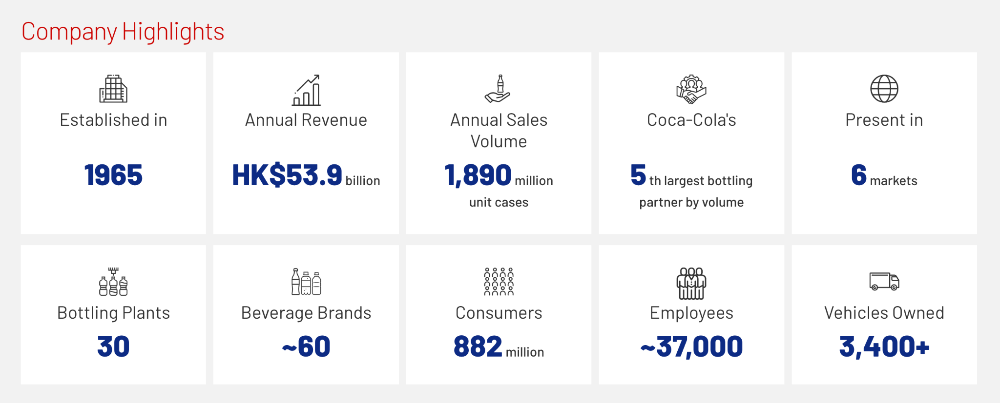 Company Highlights
Established in
1965
Annual Revenue
HK$53.9 billion
Annual Sales
Volume
1,890 million
unit cases
Coca-Cola's
5 th largest bottling
partner by volume
Present in
6 markets
Bottling Plants
30
Beverage Brands
~60
Consumers
882 million
Employees
~37,000
Vehicles Owned
3,400+